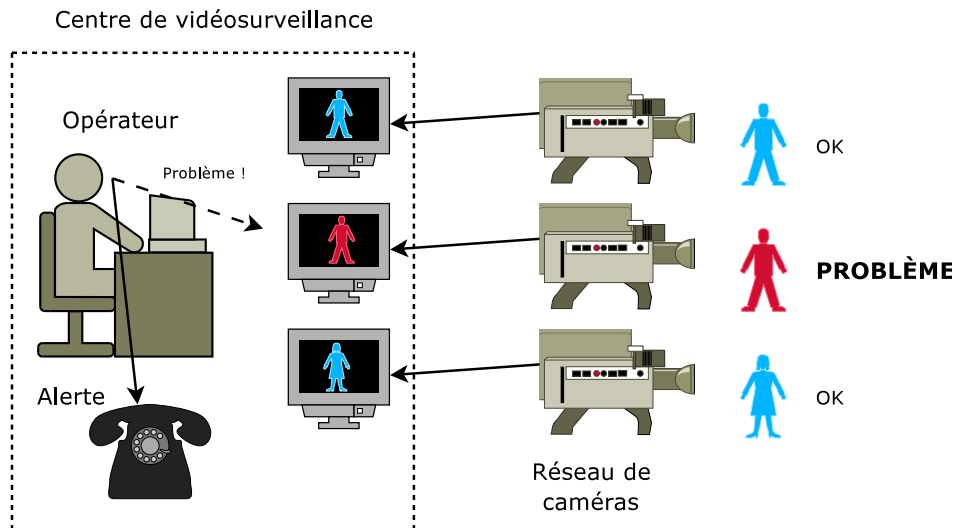 Centre de vidéosurveillance
Opérateur
Problème !
OK
PROBLÈME
Alerte
OK
Réseau de
caméras